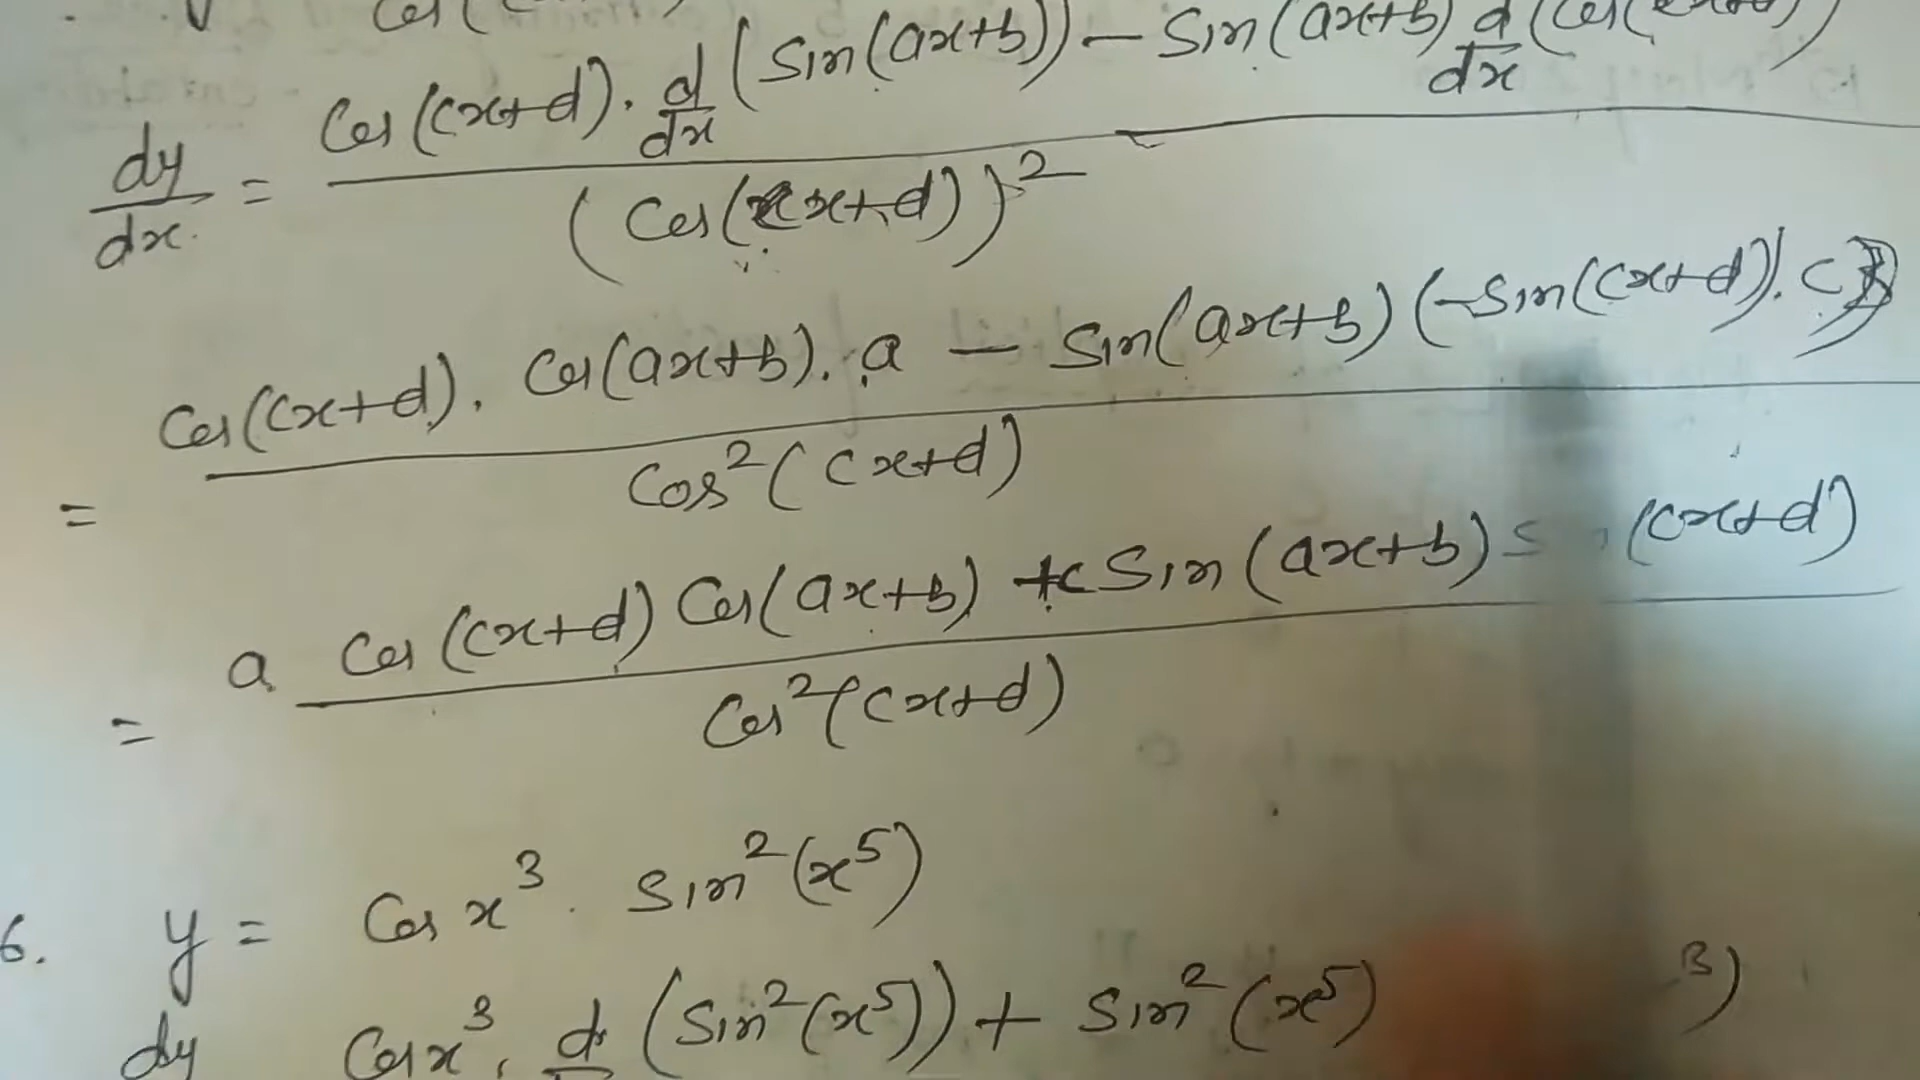 Cos(
dy/dx = Cos(cx+d). d/dx (Sin(ax+b)) - Sin(ax+b) d/dx (Cos(cx+d))
(Cos(cx+d))²
= Cos(cx+d). Cos(ax+b). a - Sin(ax+b) (-Sin(cx+d)).c)
Cos²(cx+d)
= a Cos(cx+d) Cos(ax+b) +c Sin(ax+b) S (cx+d)
Cos²(cx+d)
6. y = Cos x³ . Sin²(x⁵)
dy Cos x³. d (Sin²(x⁵)) + Sin²(x⁵) ³)